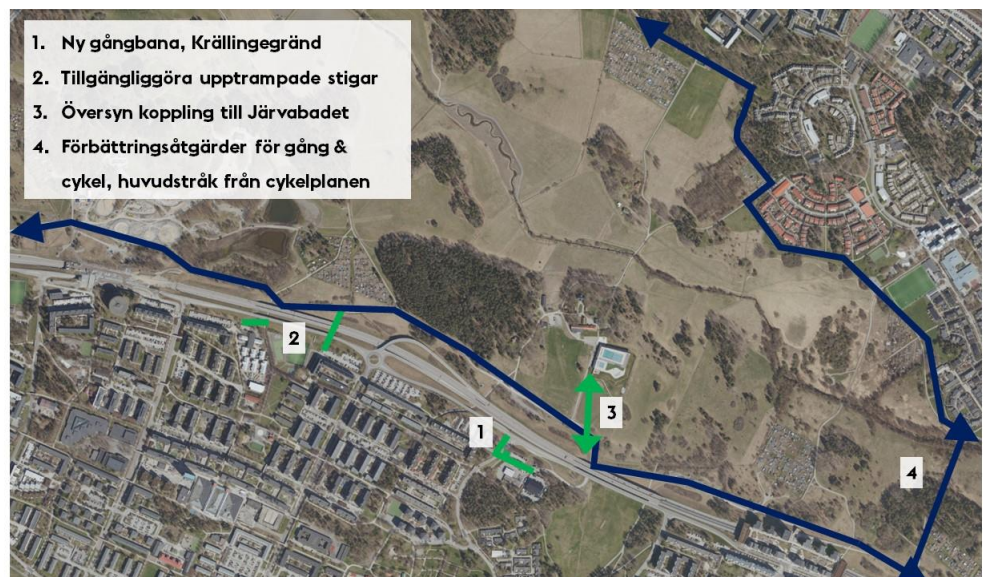 1. Ny gångbana, Krällingegränd
2. Tillgängliggöra upptrampade stigar
3. Översyn koppling till Järvabadet
4. Förbättringsåtgärder för gång &
cykel, huvudstråk från cykelplanen
2
3
1
4